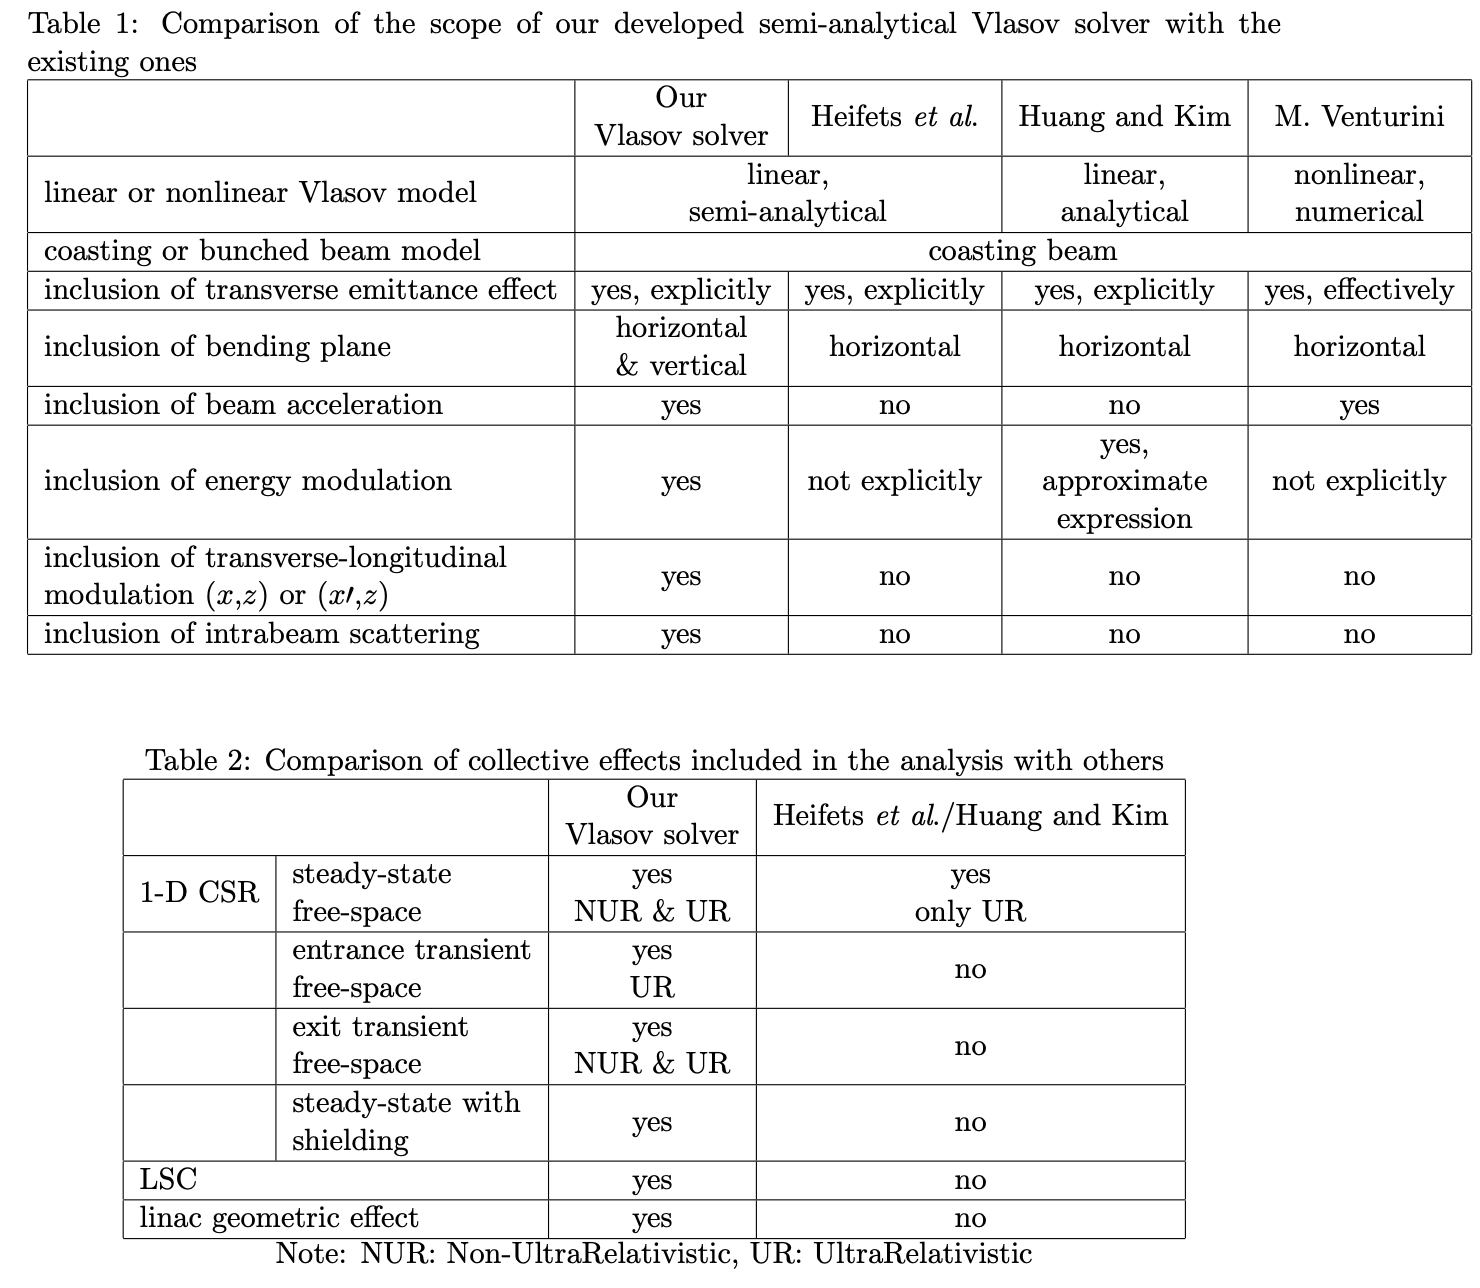 Table 1: Comparison of the scope of our developed semi-analytical Vlasov solver with the
existing ones
Our
Vlasov solver
Heifets et al.
Huang and Kim
M. Venturini
linear or nonlinear Vlasov model
linear,
semi-analytical
linear,
analytical
nonlinear,
numerical
coasting or bunched beam model
coasting beam
inclusion of transverse emittance effect
yes, explicitly
yes, explicitly
yes, explicitly
yes, effectively
inclusion of bending plane
horizontal
& vertical
horizontal
horizontal
horizontal
inclusion of beam acceleration
yes
no
no
yes
inclusion of energy modulation
yes
not explicitly
yes,
approximate
expression
not explicitly
inclusion of transverse-longitudinal
modulation (x,z) or (x′,z)
yes
no
no
no
inclusion of intrabeam scattering
yes
no
no
no
Table 2: Comparison of collective effects included in the analysis with others
Our
Vlasov solver
Heifets et al./Huang and Kim
1-D CSR
steady-state
free-space
yes
NUR & UR
yes
only UR
entrance transient
free-space
yes
UR
no
exit transient
free-space
yes
NUR & UR
no
steady-state with
shielding
yes
no
LSC
yes
no
linac geometric effect
yes
no
Note: NUR: Non-UltraRelativistic, UR: UltraRelativistic